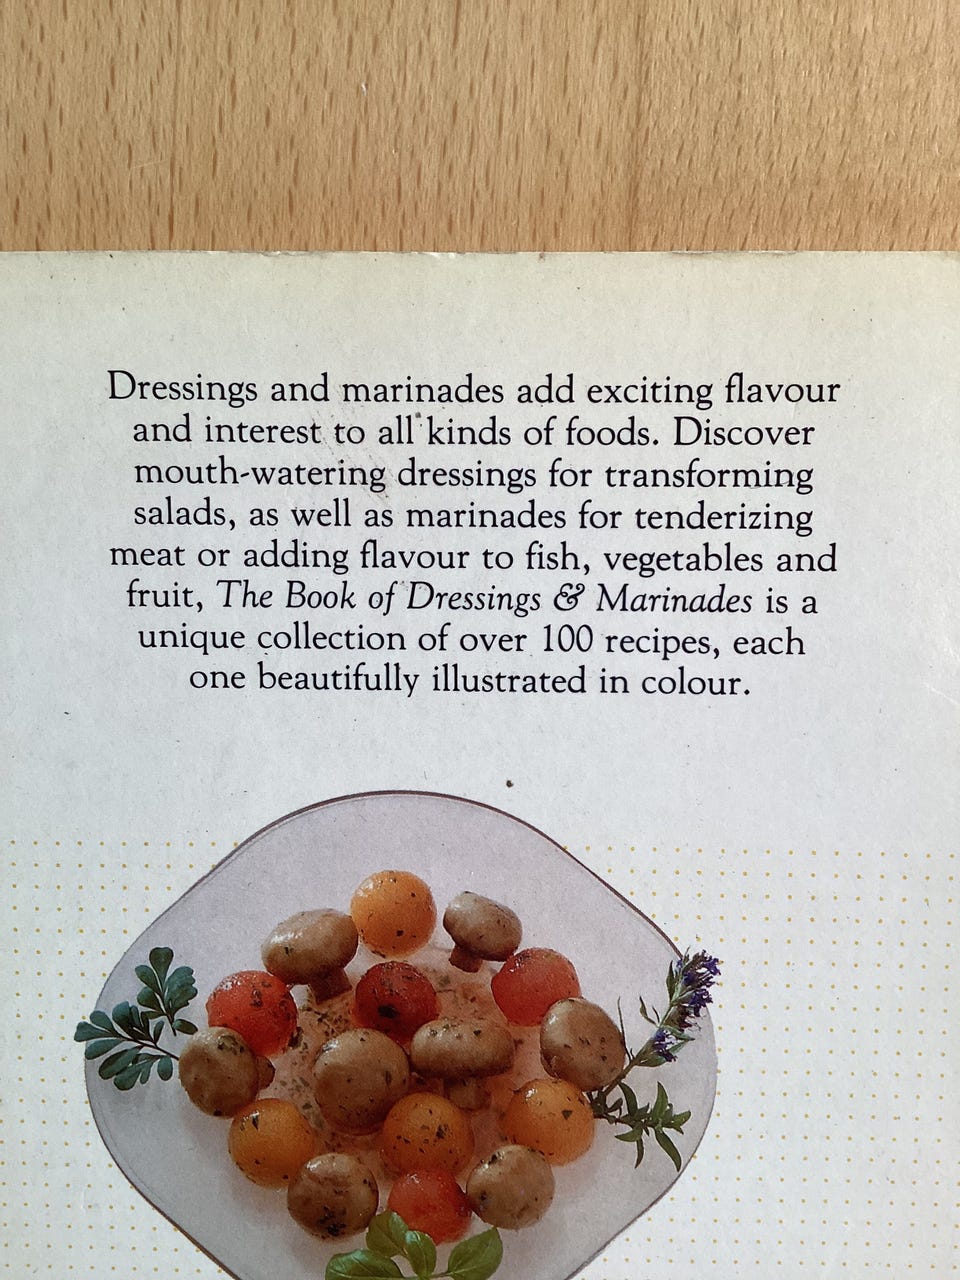 Dressings and marinades add exciting flavour
and interest to all kinds of foods. Discover
mouth-watering dressings for transforming
salads, as well as marinades for tenderizing
meat or adding flavour to fish, vegetables and
fruit, The Book of Dressings & Marinades is a
unique collection of over 100 recipes, each
one beautifully illustrated in colour.